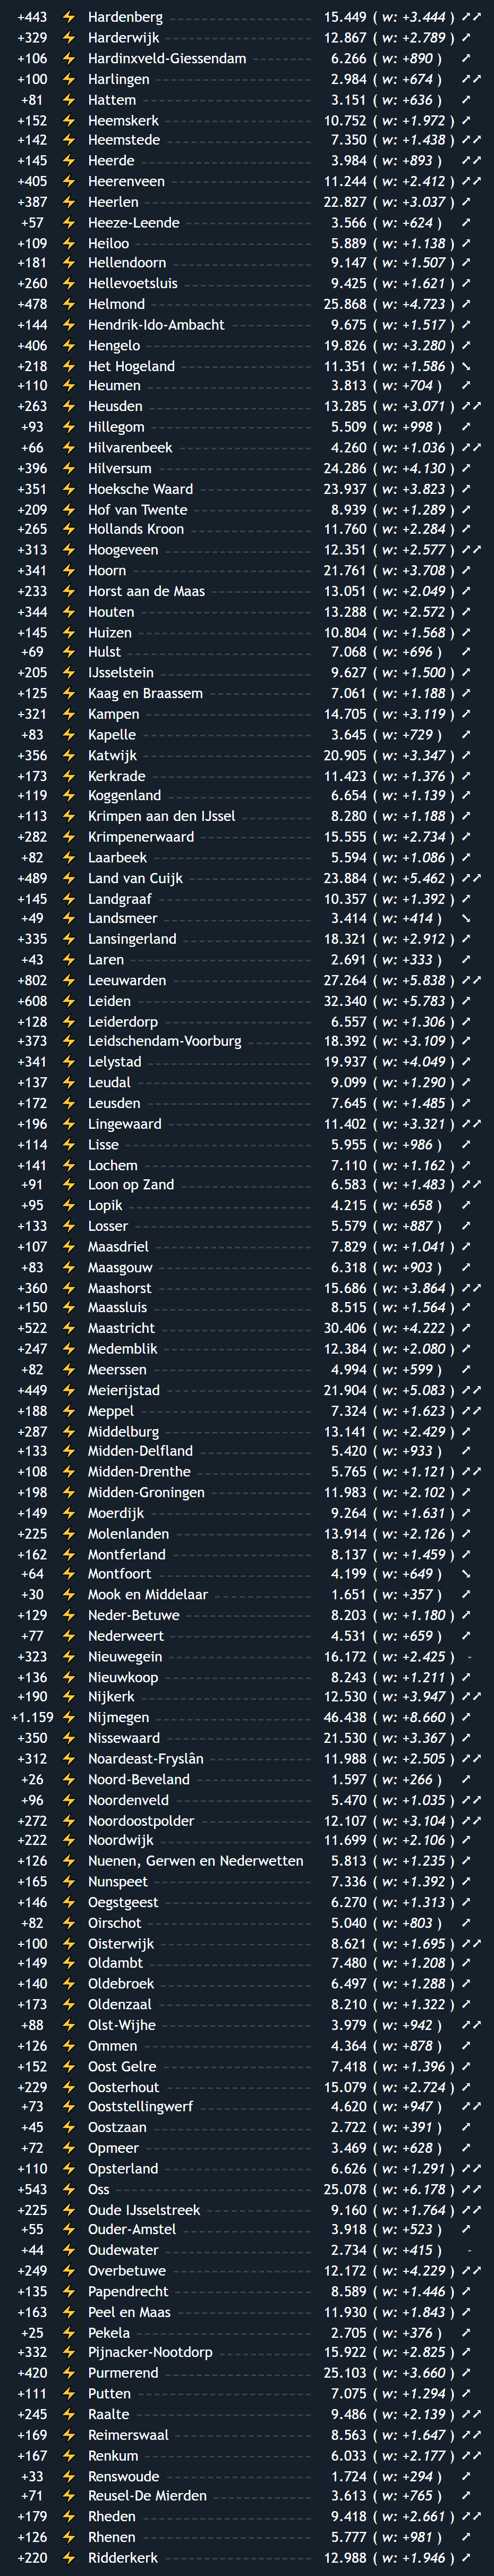 +443 ⚡ Hardenberg 15.449 ( w: +3.444 ) ↗↗
+329 ⚡ Harderwijk 12.867 ( w: +2.789 ) ↗
+106 ⚡ Hardinxveld-Giessendam 6.266 ( w: +890 ) ↗
+100 ⚡ Harlingen 2.984 ( w: +674 ) ↗↗
+81 ⚡ Hattem 3.151 ( w: +636 ) ↗
+152 ⚡ Heemskerk 10.752 ( w: +1.972 ) ↗
+142 ⚡ Heemstede 7.350 ( w: +1.438 ) ↗↗
+145 ⚡ Heerde 3.984 ( w: +893 ) ↗↗
+405 ⚡ Heerenveen 11.244 ( w: +2.412 ) ↗↗
+387 ⚡ Heerlen 22.827 ( w: +3.037 ) ↗
+57 ⚡ Heeze-Leende 3.566 ( w: +624 ) ↗
+109 ⚡ Heiloo 5.889 ( w: +1.138 ) ↗
+181 ⚡ Hellendoorn 9.147 ( w: +1.507 ) ↗
+260 ⚡ Hellevoetsluis 9.425 ( w: +1.621 ) ↗
+478 ⚡ Helmond 25.868 ( w: +4.723 ) ↗
+144 ⚡ Hendrik-Ido-Ambacht 9.675 ( w: +1.517 ) ↗
+406 ⚡ Hengelo 19.826 ( w: +3.280 ) ↗
+218 ⚡ Het Hogeland 11.351 ( w: +1.586 ) ↘
+110 ⚡ Heumen 3.813 ( w: +704 ) ↗
+263 ⚡ Heusden 13.285 ( w: +3.071 ) ↗↗
+93 ⚡ Hillegom 5.509 ( w: +998 ) ↗
+66 ⚡ Hilvarenbeek 4.260 ( w: +1.036 ) ↗↗
+396 ⚡ Hilversum 24.286 ( w: +4.130 ) ↗
+351 ⚡ Hoeksche Waard 23.937 ( w: +3.823 ) ↗
+209 ⚡ Hof van Twente 8.939 ( w: +1.289 ) ↗
+265 ⚡ Hollands Kroon 11.760 ( w: +2.284 ) ↗
+313 ⚡ Hoogeveen 12.351 ( w: +2.577 ) ↗↗
+341 ⚡ Hoorn 21.761 ( w: +3.708 ) ↗
+233 ⚡ Horst aan de Maas 13.051 ( w: +2.049 ) ↗
+344 ⚡ Houten 13.288 ( w: +2.572 ) ↗
+145 ⚡ Huizen 10.804 ( w: +1.568 ) ↗
+69 ⚡ Hulst 7.068 ( w: +696 ) ↗
+205 ⚡ IJsselstein 9.627 ( w: +1.500 ) ↗
+125 ⚡ Kaag en Braassem 7.061 ( w: +1.188 ) ↗
+321 ⚡ Kampen 14.705 ( w: +3.119 ) ↗
+83 ⚡ Kapelle 3.645 ( w: +729 ) ↗
+356 ⚡ Katwijk 20.905 ( w: +3.347 ) ↗
+173 ⚡ Kerkrade 11.423 ( w: +1.376 ) ↗
+119 ⚡ Koggenland 6.654 ( w: +1.139 ) ↗
+113 ⚡ Krimpen aan den IJssel 8.280 ( w: +1.188 ) ↗
+282 ⚡ Krimpenerwaard 15.555 ( w: +2.734 ) ↗
+82 ⚡ Laarbeek 5.594 ( w: +1.086 ) ↗
+489 ⚡ Land van Cuijk 23.884 ( w: +5.462 ) ↗↗
+145 ⚡ Landgraaf 10.357 ( w: +1.392 ) ↗
+49 ⚡ Landsmeer 3.414 ( w: +414 ) ↘
+335 ⚡ Lansingerland 18.321 ( w: +2.912 ) ↗
+43 ⚡ Laren 2.691 ( w: +333 ) ↗
+802 ⚡ Leeuwarden 27.264 ( w: +5.838 ) ↗↗
+608 ⚡ Leiden 32.340 ( w: +5.783 ) ↗
+128 ⚡ Leiderdorp 6.557 ( w: +1.306 ) ↗
+373 ⚡ Leidschendam-Voorburg 18.392 ( w: +3.109 ) ↗
+341 ⚡ Lelystad 19.937 ( w: +4.049 ) ↗
+137 ⚡ Leudal 9.099 ( w: +1.290 ) ↗
+172 ⚡ Leusden 7.645 ( w: +1.485 ) ↗
+196 ⚡ Lingewaard 11.402 ( w: +3.321 ) ↗↗
+114 ⚡ Lisse 5.955 ( w: +986 ) ↗
+141 ⚡ Lochem 7.110 ( w: +1.162 ) ↗
+91 ⚡ Loon op Zand 6.583 ( w: +1.483 ) ↗↗
+95 ⚡ Lopik 4.215 ( w: +658 ) ↗
+133 ⚡ Losser 5.579 ( w: +887 ) ↗
+107 ⚡ Maasdriel 7.829 ( w: +1.041 ) ↗
+83 ⚡ Maasgouw 6.318 ( w: +903 ) ↗
+360 ⚡ Maashorst 15.686 ( w: +3.864 ) ↗↗
+150 ⚡ Maassluis 8.515 ( w: +1.564 ) ↗
+522 ⚡ Maastricht 30.406 ( w: +4.222 ) ↗
+247 ⚡ Medemblik 12.384 ( w: +2.080 ) ↗
+82 ⚡ Meerssen 4.994 ( w: +599 ) ↗
+449 ⚡ Meierijstad 21.904 ( w: +5.083 ) ↗↗
+188 ⚡ Meppel 7.324 ( w: +1.623 ) ↗↗
+287 ⚡ Middelburg 13.141 ( w: +2.429 ) ↗
+133 ⚡ Midden-Delfland 5.420 ( w: +933 ) ↗
+108 ⚡ Midden-Drenthe 5.765 ( w: +1.121 ) ↗↗
+198 ⚡ Midden-Groningen 11.983 ( w: +2.102 ) ↗
+149 ⚡ Moerdijk 9.264 ( w: +1.631 ) ↗
+225 ⚡ Molenlanden 13.914 ( w: +2.126 ) ↗
+162 ⚡ Montferland 8.137 ( w: +1.459 ) ↗
+64 ⚡ Montfoort 4.199 ( w: +649 ) ↘
+30 ⚡ Mook en Middelaar 1.651 ( w: +357 ) ↗
+129 ⚡ Neder-Betuwe 8.203 ( w: +1.180 ) ↗
+77 ⚡ Nederweert 4.531 ( w: +659 ) ↗
+323 ⚡ Nieuwegein 16.172 ( w: +2.425 ) -
+136 ⚡ Nieuwkoop 8.243 ( w: +1.211 ) ↗
+190 ⚡ Nijkerk 12.530 ( w: +3.947 ) ↗↗
+1.159 ⚡ Nijmegen 46.438 ( w: +8.660 ) ↗
+350 ⚡ Nissewaard 21.530 ( w: +3.367 ) ↗
+312 ⚡ Noardeast-Fryslân 11.988 ( w: +2.505 ) ↗↗
+26 ⚡ Noord-Beveland 1.597 ( w: +266 ) ↗
+96 ⚡ Noordenveld 5.470 ( w: +1.035 ) ↗↗
+272 ⚡ Noordoostpolder 12.107 ( w: +3.104 ) ↗↗
+222 ⚡ Noordwijk 11.699 ( w: +2.106 ) ↗
+126 ⚡ Nuenen, Gerwen en Nederwetten 5.813 ( w: +1.235 ) ↗
+165 ⚡ Nunspeet 7.336 ( w: +1.392 ) ↗
+146 ⚡ Oegstgeest 6.270 ( w: +1.313 ) ↗
+82 ⚡ Oirschot 5.040 ( w: +803 ) ↗
+100 ⚡ Oisterwijk 8.621 ( w: +1.695 ) ↗↗
+149 ⚡ Oldambt 7.480 ( w: +1.208 ) ↗
+140 ⚡ Oldebroek 6.497 ( w: +1.288 ) ↗
+173 ⚡ Oldenzaal 8.210 ( w: +1.322 ) ↗
+88 ⚡ Olst-Wijhe 3.979 ( w: +942 ) ↗↗
+126 ⚡ Ommen 4.364 ( w: +878 ) ↗
+152 ⚡ Oost Gelre 7.418 ( w: +1.396 ) ↗
+229 ⚡ Oosterhout 15.079 ( w: +2.724 ) ↗
+73 ⚡ Ooststellingwerf 4.620 ( w: +947 ) ↗↗
+45 ⚡ Oostzaan 2.722 ( w: +391 ) ↗
+72 ⚡ Opmeer 3.469 ( w: +628 ) ↗
+110 ⚡ Opsterland 6.626 ( w: +1.291 ) ↗↗
+543 ⚡ Oss 25.078 ( w: +6.178 ) ↗↗
+225 ⚡ Oude IJsselstreek 9.160 ( w: +1.764 ) ↗↗
+55 ⚡ Ouder-Amstel 3.918 ( w: +523 ) ↗
+44 ⚡ Oudewater 2.734 ( w: +415 ) -
+249 ⚡ Overbetuwe 12.172 ( w: +4.229 ) ↗↗
+135 ⚡ Papendrecht 8.589 ( w: +1.446 ) ↗
+163 ⚡ Peel en Maas 11.930 ( w: +1.843 ) ↗
+25 ⚡ Pekela 2.705 ( w: +376 ) ↗
+332 ⚡ Pijnacker-Nootdorp 15.922 ( w: +2.825 ) ↗
+420 ⚡ Purmerend 25.103 ( w: +3.660 ) ↗
+111 ⚡ Putten 7.075 ( w: +1.294 ) ↗
+245 ⚡ Raalte 9.486 ( w: +2.139 ) ↗↗
+169 ⚡ Reimerswaal 8.563 ( w: +1.647 ) ↗↗
+167 ⚡ Renkum 6.033 ( w: +2.177 ) ↗↗
+33 ⚡ Renswoude 1.724 ( w: +294 ) ↗
+71 ⚡ Reusel-De Mierden 3.613 ( w: +765 ) ↗
+179 ⚡ Rheden 9.418 ( w: +2.661 ) ↗↗
+126 ⚡ Rhenen 5.777 ( w: +981 ) ↗
+220 ⚡ Ridderkerk 12.988 ( w: +1.946 ) ↗